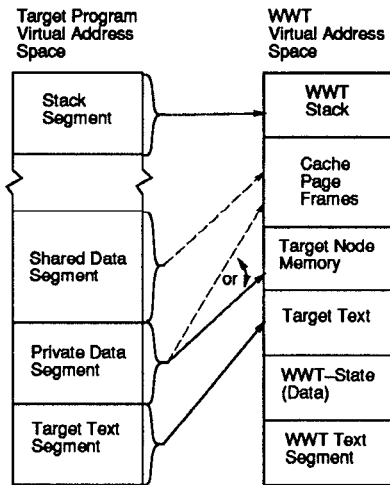 Target Program
Virtual Address
Space
Stack
Segment
Shared Data
Segment
Private Data
Segment
Target Text
Segment
or
WWT
Virtual Address
Space
WWT
Stack
Cache
Page
Frames
Target Node
Memory
Target Text
WWT–State
(Data)
WWT Text
Segment